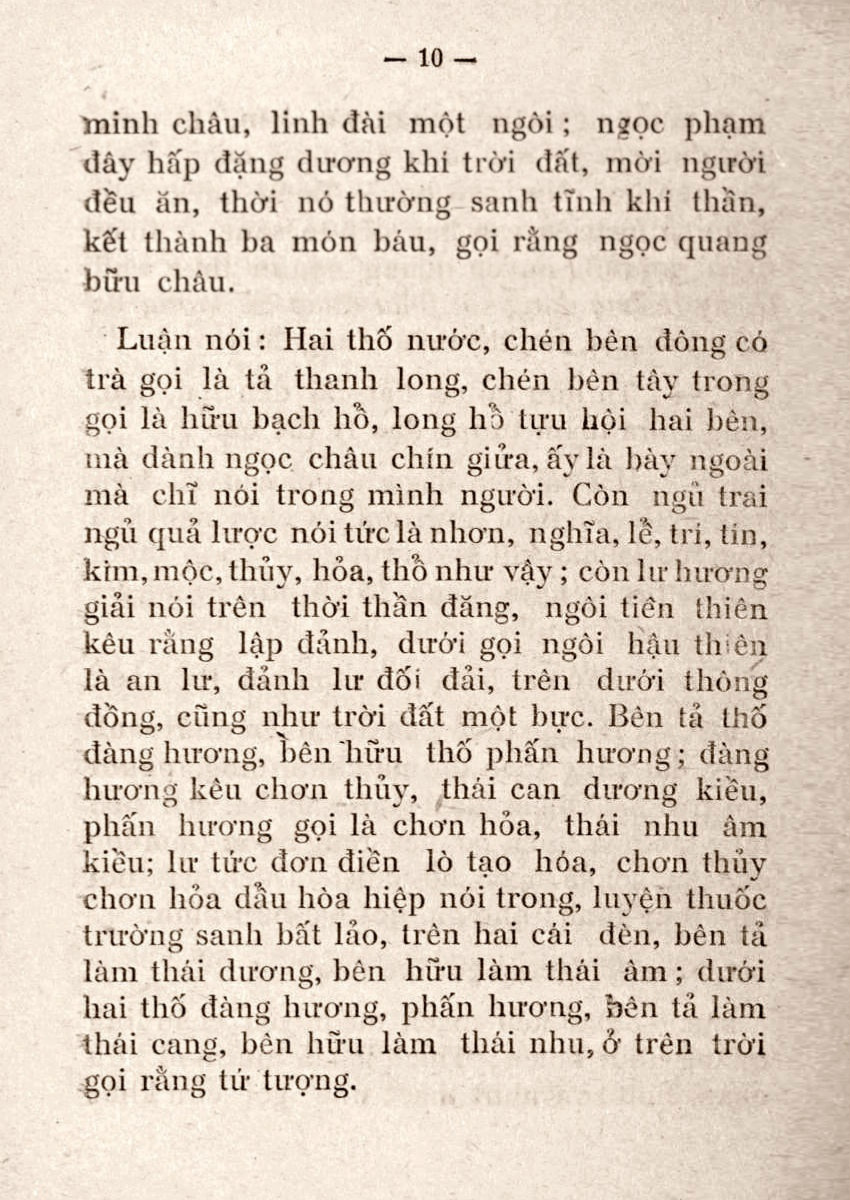 — 10 —
minh châu, linh đài một ngòi ; ngọc phạm
đây hấp đặng dương khi trời đất, mời người
đều ăn, thời nó thường sanh tĩnh khí thần,
kết thành ba món báu, gọi rằng ngọc quang
bữu châu.
Luận nói : Hai thố nước, chén bên đông có
trà gọi là tả thanh long, chén bên tây trong
gọi là hữu bạch hổ, long hổ tựu hội hai bên,
mà dành ngọc châu chín giửa, ấy là bày ngoài
mà chĩ nói trong mình người. Còn ngủ trai
ngủ quả lược nói tức là nhơn, nghĩa, lề, trí, tín,
kim, mộc, thủy, hỏa, thổ như vậy ; còn lư hương
giải nói trên thời thần đăng, ngôi tiền thiên
kêu rằng lập đảnh, dưới gọi ngôi hậu thiên
là an lư, đảnh lư đối đải, trên dưới thông
đồng, cũng như trời đất một bực. Bên tả thố
đàng hương, bên hữu thố phấn hương ; đàng
hương kêu chơn thủy, thái can dương kiều,
phấn hương gọi là chơn hỏa, thái nhu âm
kiều; lư tức đơn điền lò tạo hóa, chơn thủy
chơn hỏa dầu hòa hiệp nói trong, luyện thuốc
trường sanh bất lảo, trên hai cái đèn, bên tả
làm thái dương, bên hữu làm thái âm ; dưới
hai thố đàng hương, phấn hương, bên tả làm
thái cang, bên hữu làm thái nhu, ở trên trời
gọi rằng tứ tượng.